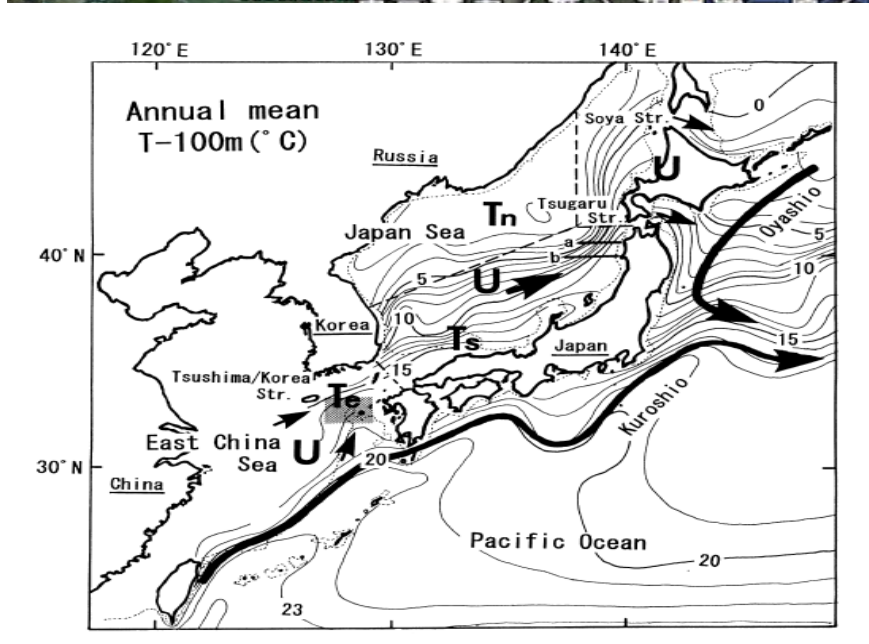 120°E
130°E
140°E
Annual mean
T-100m(°C)
Soya Str.
0
Russia
U
Tn
Tsugaru
Str.
Japan Sea
Oyashio
a
5
40°N
b
10
5
U
10
Korea
Ts
15
Japan
Tsushima/Korea
Str.
15
Te
Kuroshio
East China
Sea
U
20
30°N
China
Pacific Ocean
20
23